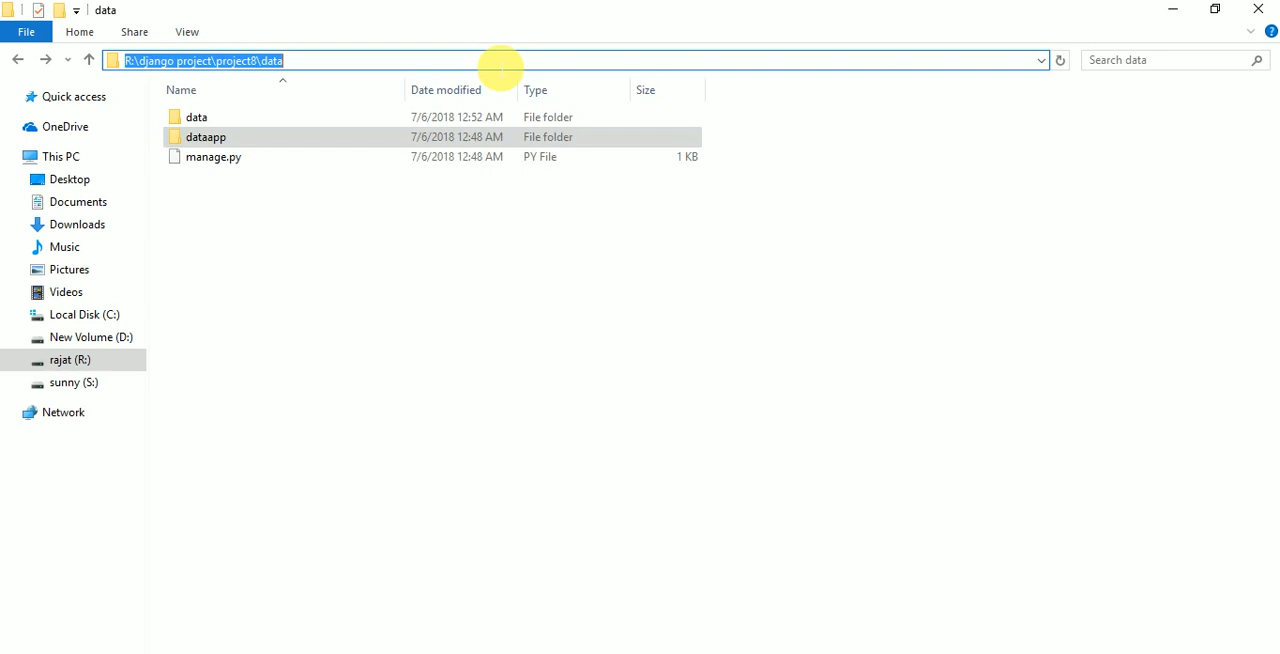 data
File Home Share View
R:\django project\project8\data Search data
Name Date modified Type Size
data 7/6/2018 12:52 AM File folder
dataapp 7/6/2018 12:48 AM File folder
manage.py 7/6/2018 12:48 AM PY File 1 KB
Quick access
OneDrive
This PC
Desktop
Documents
Downloads
Music
Pictures
Videos
Local Disk (C:)
New Volume (D:)
rajat (R:)
sunny (S:)
Network